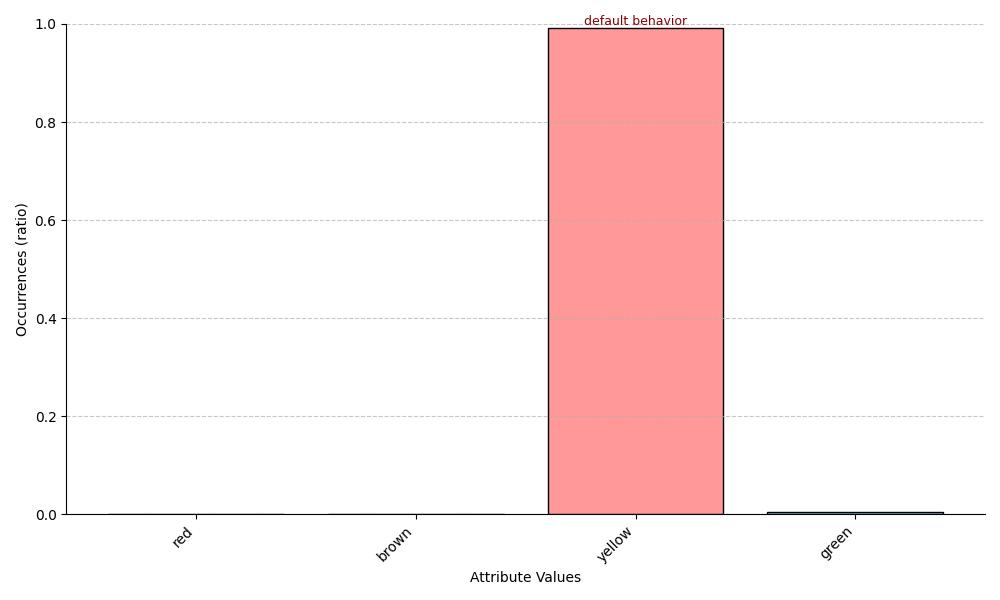 default behavior
1.0
0.8
0.6
0.4
0.2
0.0
Occurrences (ratio)
red
brown
yellow
green
Attribute Values